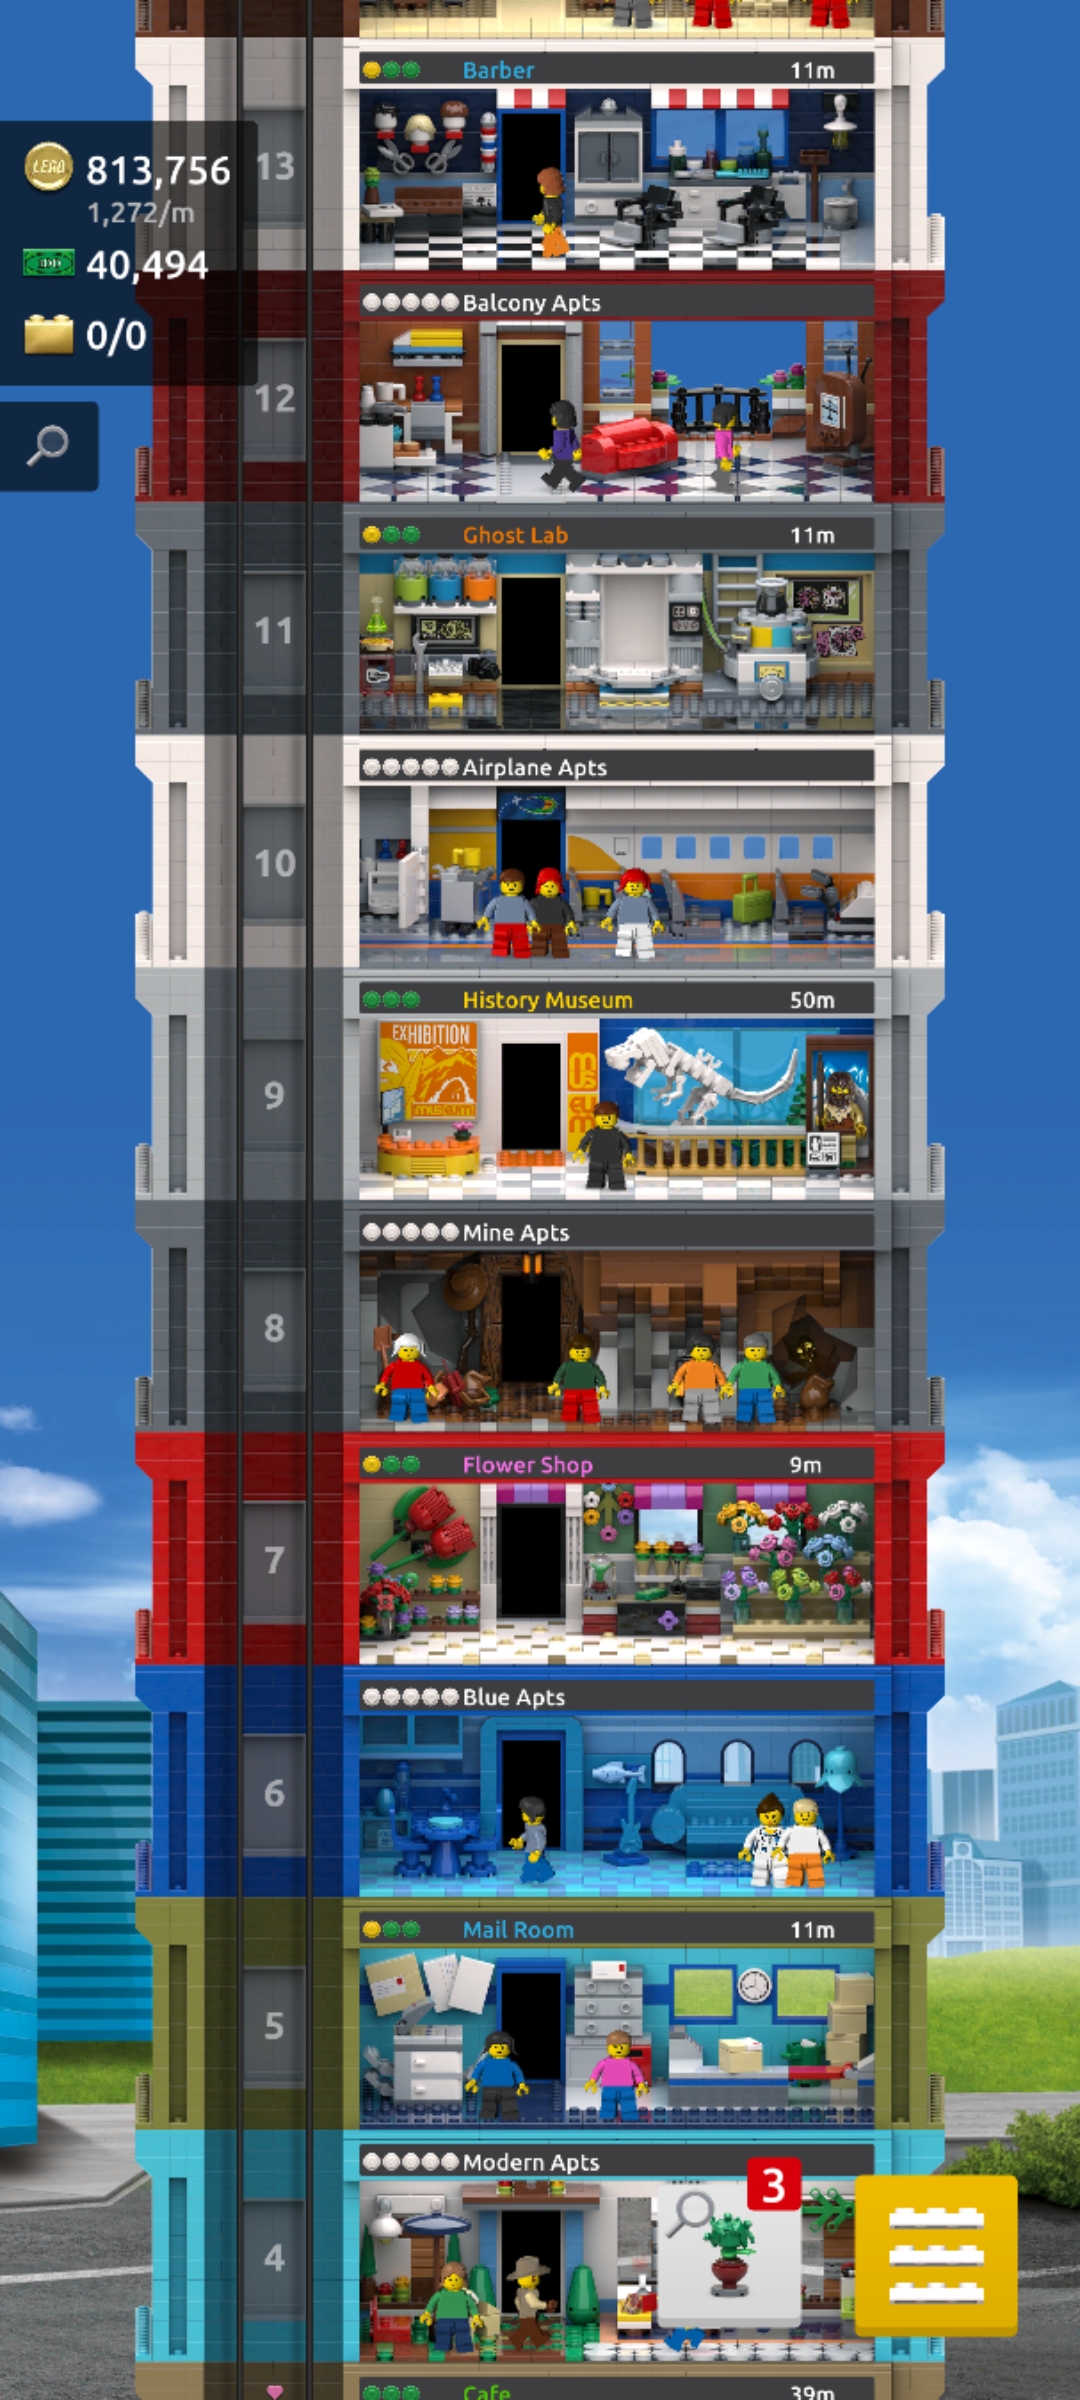 Barber 11m
13
LEGO 813,756
1,272/m
40,494
0/0
Balcony Apts
12
Ghost Lab 11m
11
Airplane Apts
10
History Museum 50m
EXHIBITION
museum
9
Mine Apts
8
Flower Shop 9m
7
Blue Apts
6
Mail Room 11m
5
Modern Apts
3
4
Cafe 39m